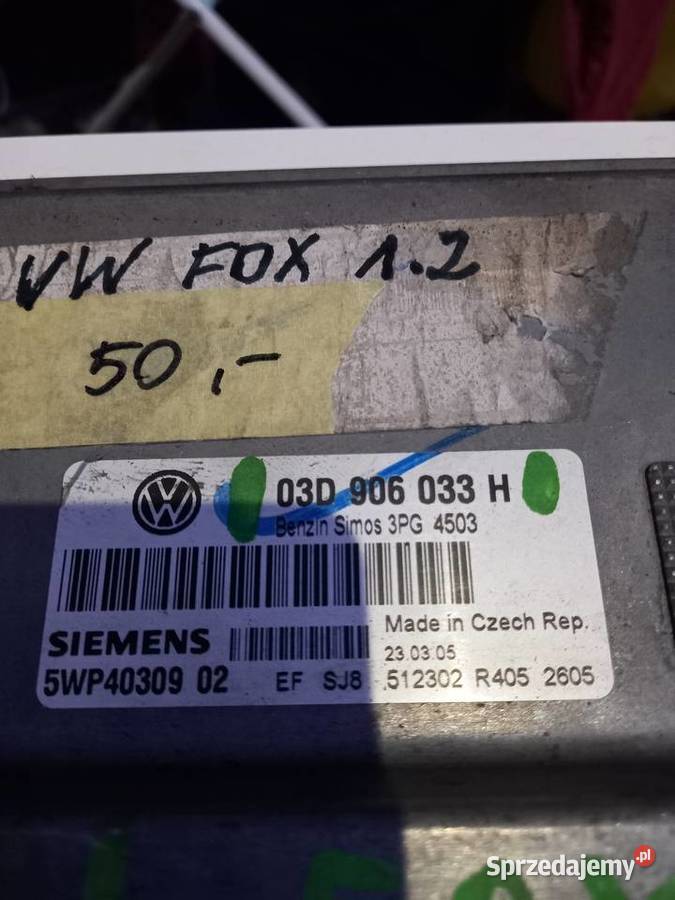 VW FOX 1.2
50,-
03D 906 033 H
Benzin Simos 3PG 4503
SIEMENS
Made in Czech Rep.
23.03.05
5WP40309 02 EF SJ8 512302 R405 2605
Sprzedajemy.pl